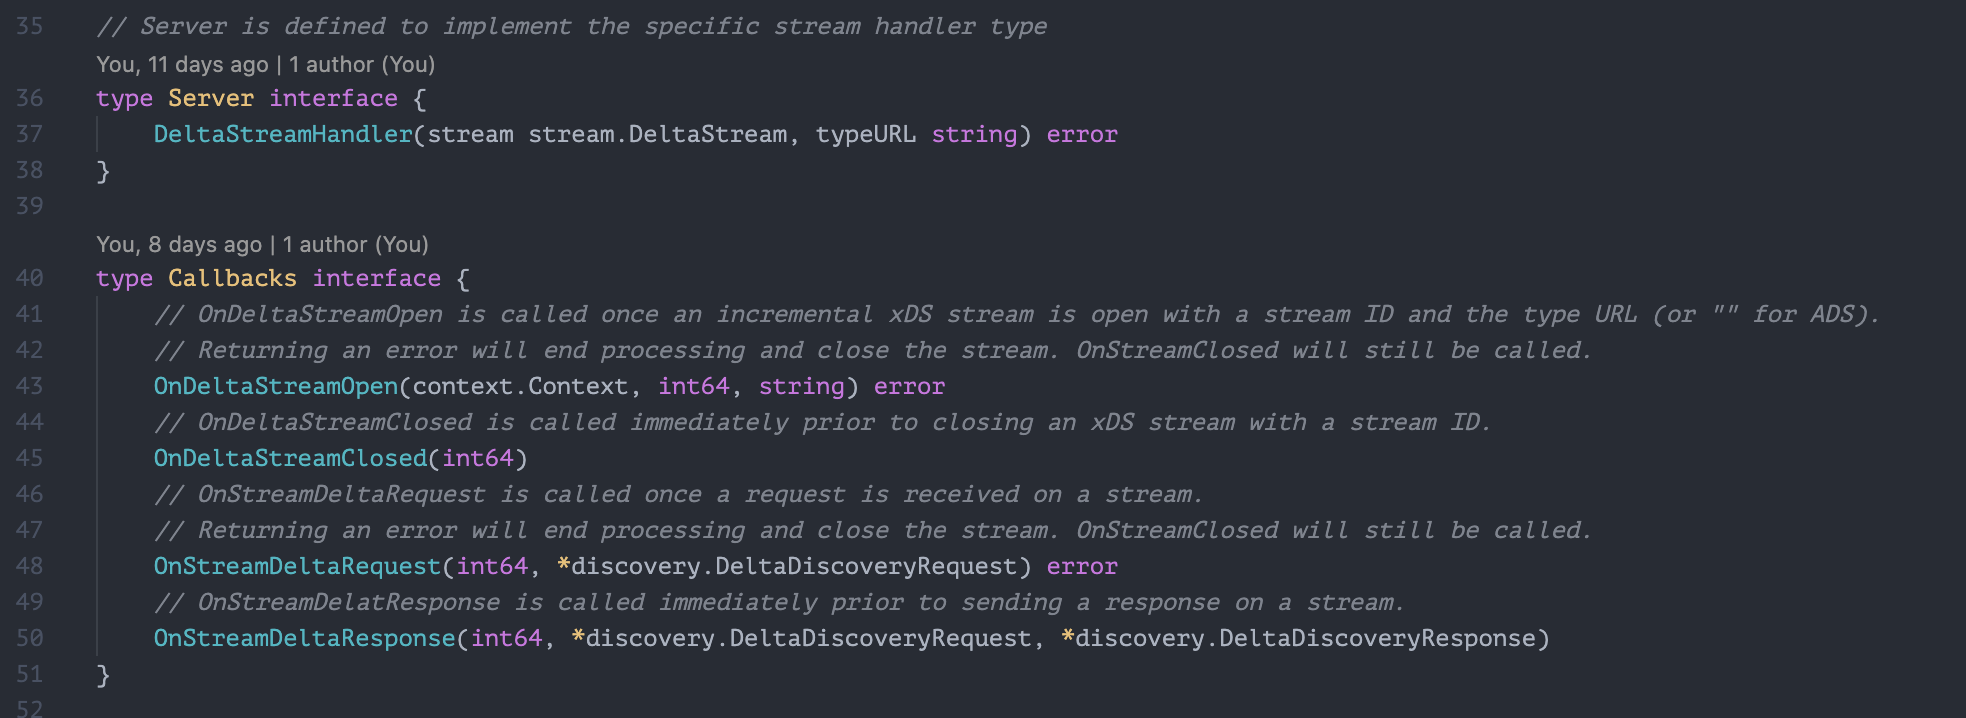 35 // Server is defined to implement the specific stream handler type
You, 11 days ago | 1 author (You)
36 type Server interface {
37 DeltaStreamHandler(stream stream.DeltaStream, typeURL string) error
38 }
39
You, 8 days ago | 1 author (You)
40 type Callbacks interface {
41 // OnDeltaStreamOpen is called once an incremental xDS stream is open with a stream ID and the type URL (or "" for ADS).
42 // Returning an error will end processing and close the stream. OnStreamClosed will still be called.
43 OnDeltaStreamOpen(context.Context, int64, string) error
44 // OnDeltaStreamClosed is called immediately prior to closing an xDS stream with a stream ID.
45 OnDeltaStreamClosed(int64)
46 // OnStreamDeltaRequest is called once a request is received on a stream.
47 // Returning an error will end processing and close the stream. OnStreamClosed will still be called.
48 OnStreamDeltaRequest(int64, *discovery.DeltaDiscoveryRequest) error
49 // OnStreamDelatResponse is called immediately prior to sending a response on a stream.
50 OnStreamDeltaResponse(int64, *discovery.DeltaDiscoveryRequest, *discovery.DeltaDiscoveryResponse)
51 }
52